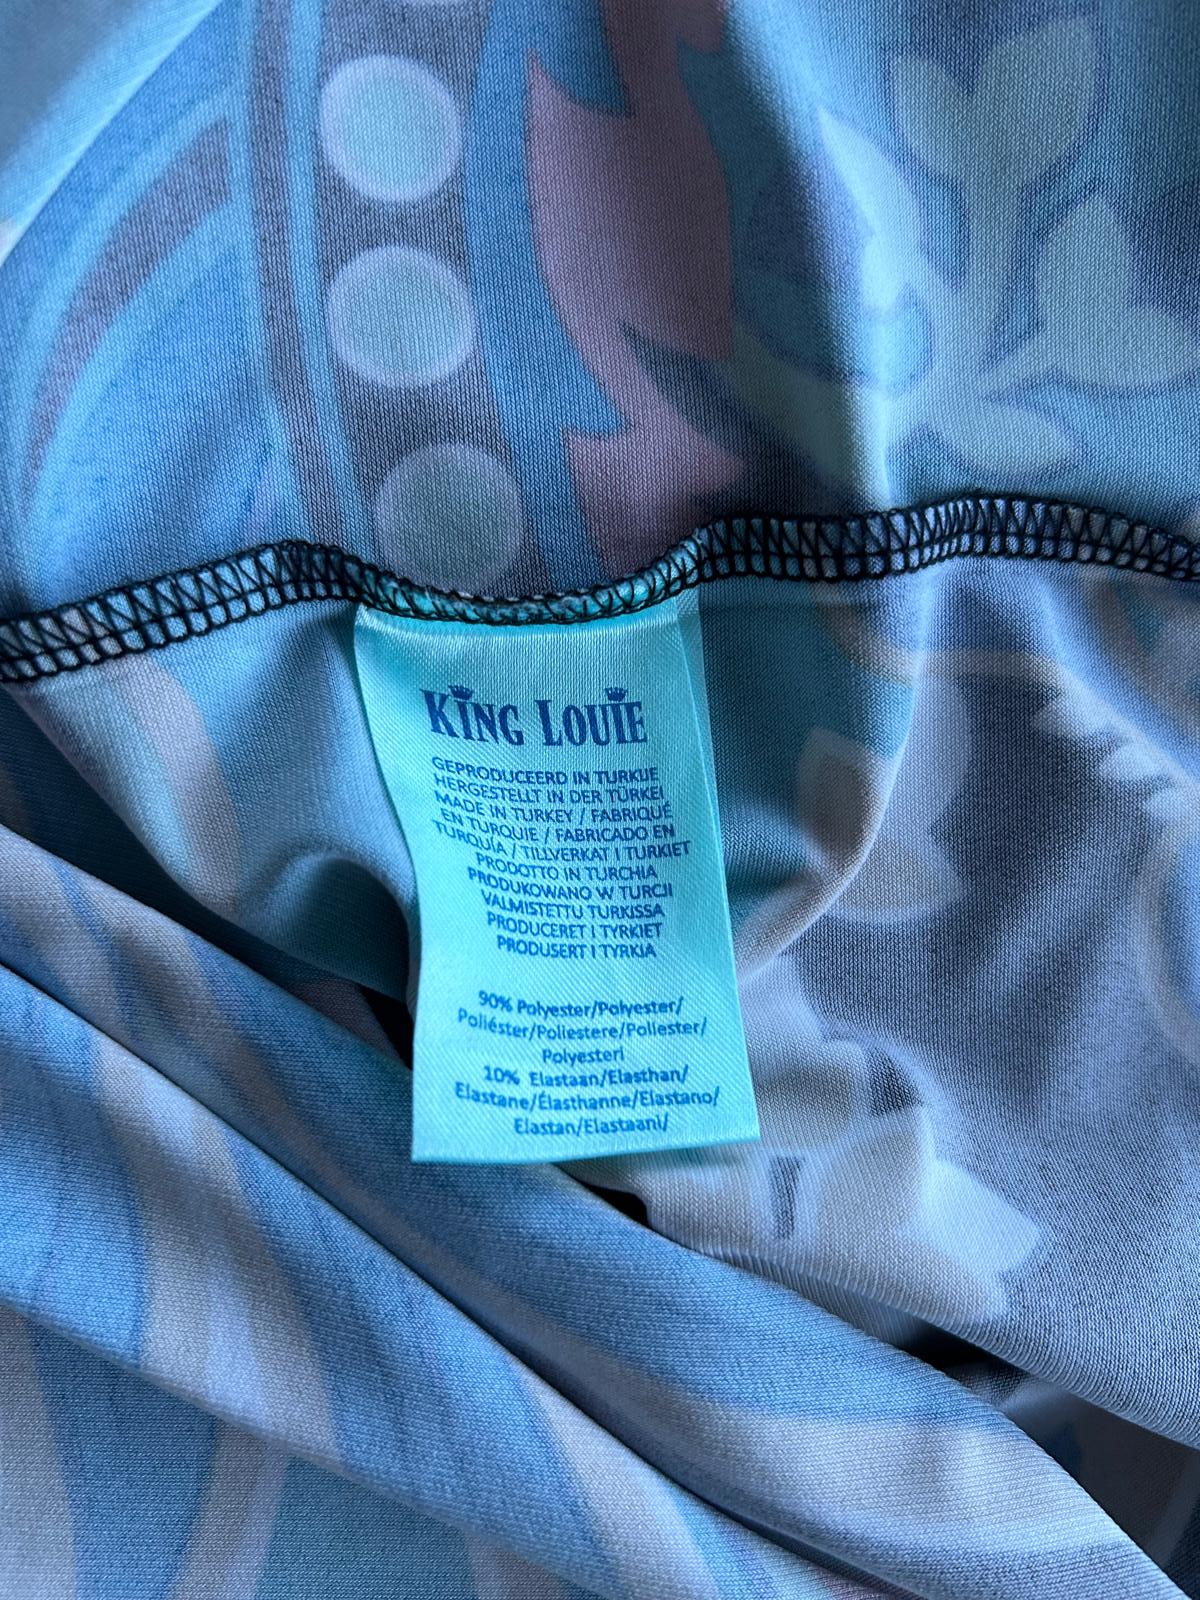 KING LOUIE
GEPRODUCEERD IN TURKIJE
HERGESTELLT IN DER TÜRKEI
MADE IN TURKEY / FABRIQUÉ
EN TURQUIE / FABRICADO EN
TURQUÍA / TILLVERKAT I TURKIET
PRODOTTO IN TURCHIA
PRODUKOWANO W TURCJI
VALMISTETTU TURKISSA
PRODUCERET I TYRKIET
PRODUSERT I TYRKIA
90% Polyester/Polyester/
Poliéster/Poliestere/Poliester/
Polyesteri
10% Elastaan/Elasthan/
Elastane/Élasthanne/Elastano/
Elastan/Elastaani/